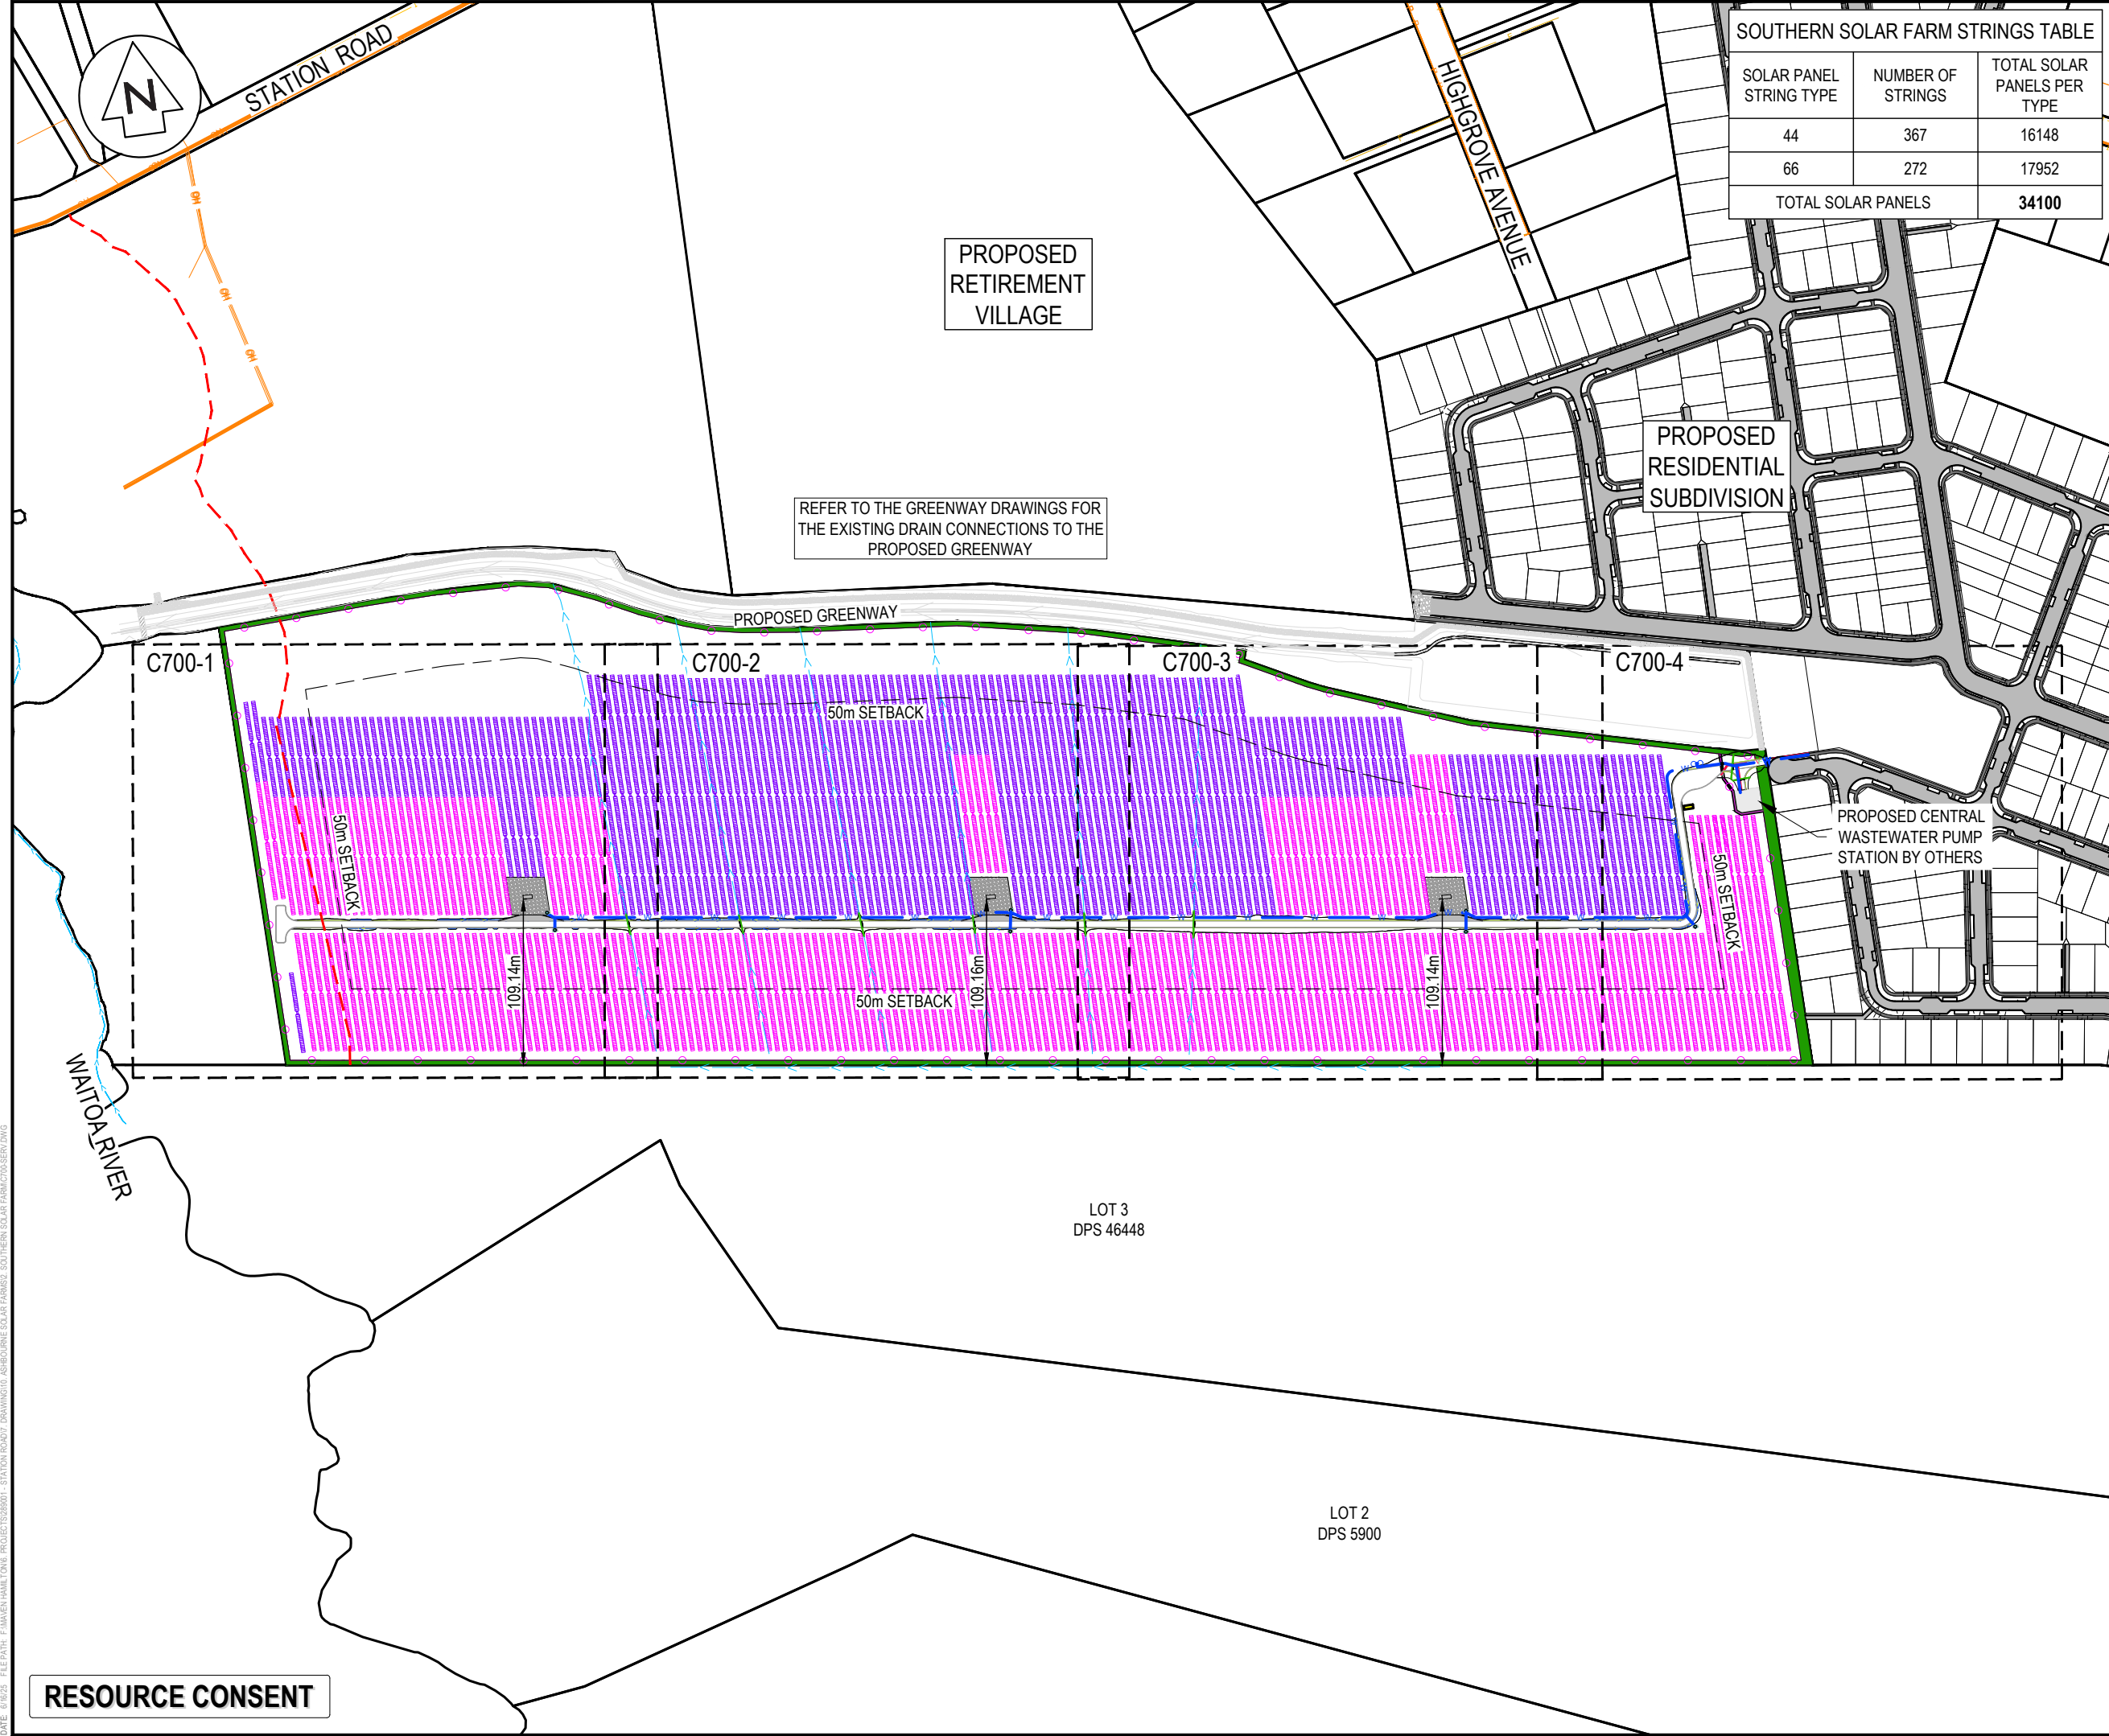 SOUTHERN SOLAR FARM STRINGS TABLE
SOLAR PANEL
STRING TYPE
NUMBER OF
STRINGS
TOTAL SOLAR
PANELS PER
TYPE
44
367
16148
66
272
17952
TOTAL SOLAR PANELS
34100
N
STATION ROAD
HIGHGROVE AVENUE
PROPOSED
RETIREMENT
VILLAGE
PROPOSED
RESIDENTIAL
SUBDIVISION
REFER TO THE GREENWAY DRAWINGS FOR
THE EXISTING DRAIN CONNECTIONS TO THE
PROPOSED GREENWAY
PROPOSED GREENWAY
C700-1
C700-2
C700-3
C700-4
50m SETBACK
50m SETBACK
50m SETBACK
50m SETBACK
PROPOSED CENTRAL
WASTEWATER PUMP
STATION BY OTHERS
109.14m
109.16m
109.14m
WAITOA RIVER
LOT 3
DPS 46448
LOT 2
DPS 5900
RESOURCE CONSENT